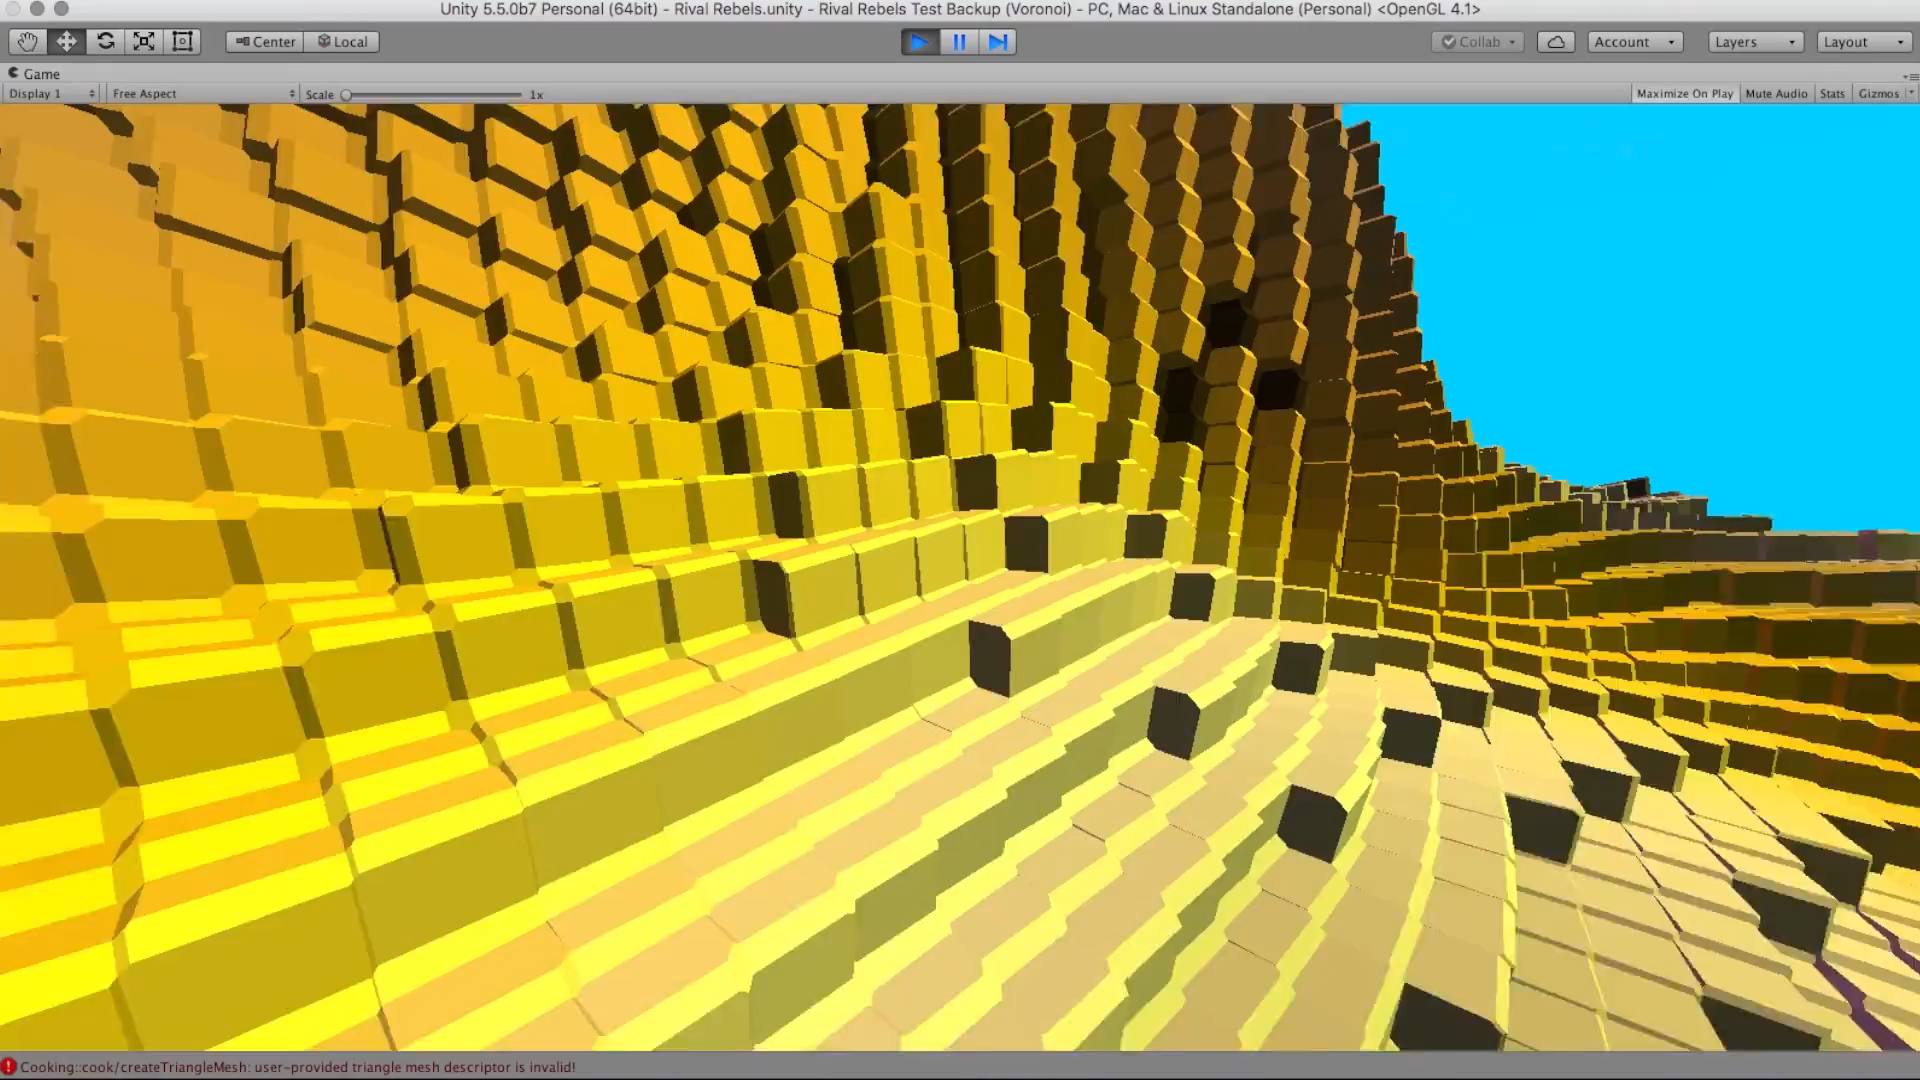 Unity 5.5.0b7 Personal (64bit) - Rival Rebels.unity - Rival Rebels Test Backup (Voronoi) - PC, Mac & Linux Standalone (Personal) <OpenGL 4.1>
Center Local Collab Account Layers Layout
Game
Display 1 Free Aspect Scale 1x Maximize On Play Mute Audio Stats Gizmos
Cooking::cook/createTriangleMesh: user-provided triangle mesh descriptor is invalid!